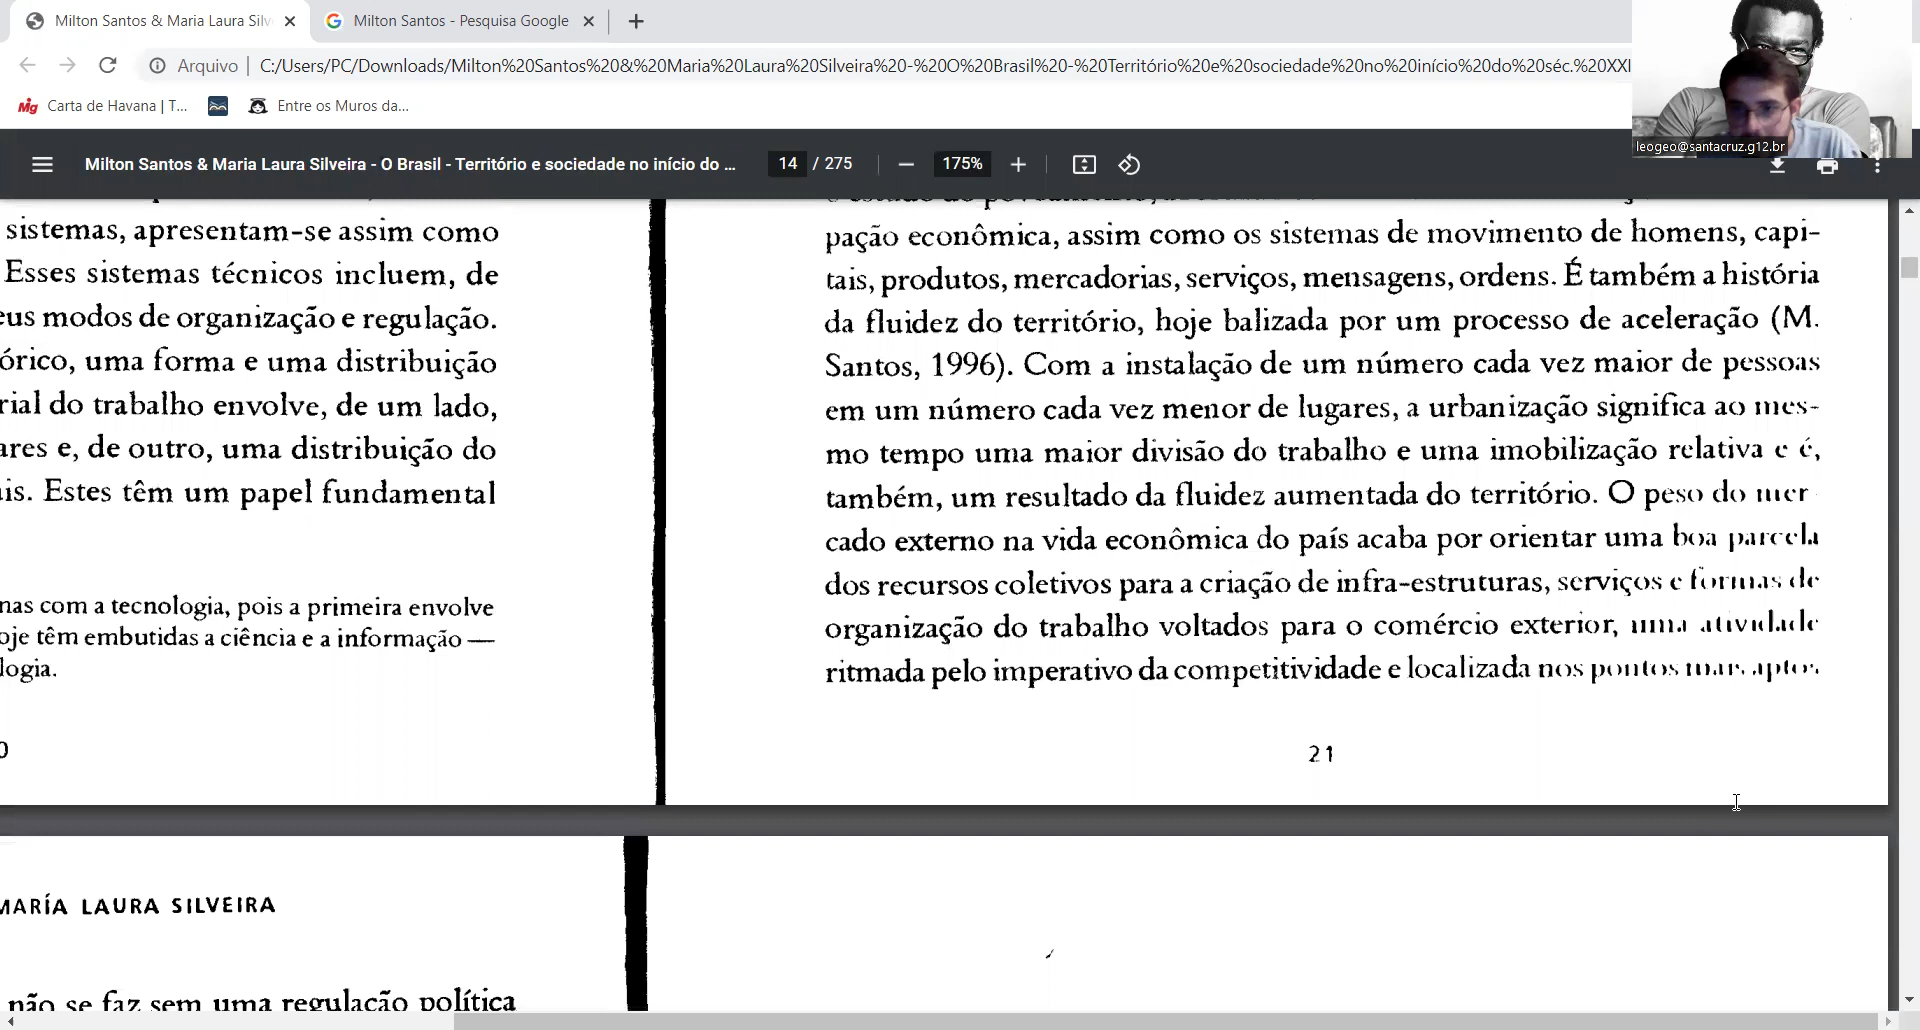 Milton Santos & Maria Laura Silv
Milton Santos - Pesquisa Google
Arquivo
C:/Users/PC/Downloads/Milton%20Santos%20&%20Maria%20Laura%20Silveira%20-%20O%20Brasil%20-%20Território%20e%20sociedade%20no%20início%20do%20séc.%20XXI
Carta de Havana | T...
Entre os Muros da...
leogeo@santacruz.g12.br
Milton Santos & Maria Laura Silveira - O Brasil - Território e sociedade no início do ...
14 / 275
175%
sistemas, apresentam-se assim como
Esses sistemas técnicos incluem, de
eus modos de organização e regulação.
órico, uma forma e uma distribuição
rial do trabalho envolve, de um lado,
ares e, de outro, uma distribuição do
is. Estes têm um papel fundamental
nas com a tecnologia, pois a primeira envolve
oje têm embutidas a ciência e a informação —
logia.
0
pação econômica, assim como os sistemas de movimento de homens, capi-
tais, produtos, mercadorias, serviços, mensagens, ordens. É também a história
da fluidez do território, hoje balizada por um processo de aceleração (M.
Santos, 1996). Com a instalação de um número cada vez maior de pessoas
em um número cada vez menor de lugares, a urbanização significa ao mes-
mo tempo uma maior divisão do trabalho e uma imobilização relativa e é,
também, um resultado da fluidez aumentada do território. O peso do mer
cado externo na vida econômica do país acaba por orientar uma boa parcela
dos recursos coletivos para a criação de infra-estruturas, serviços e formas de
organização do trabalho voltados para o comércio exterior, uma atividade
ritmada pelo imperativo da competitividade e localizada nos pontos mais aptos
21
MARÍA LAURA SILVEIRA
não se faz sem uma regulação política